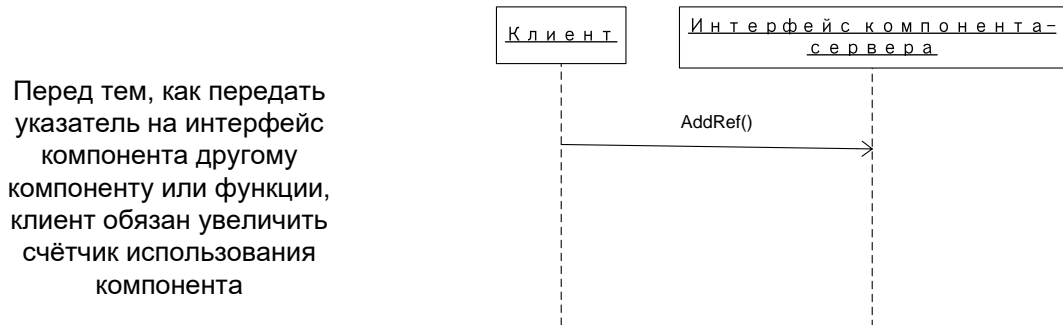 Клиент
Интерфейс компонента-
сервера
Перед тем, как передать
указатель на интерфейс
компонента другому
компоненту или функции,
клиент обязан увеличить
счётчик использования
компонента
AddRef()